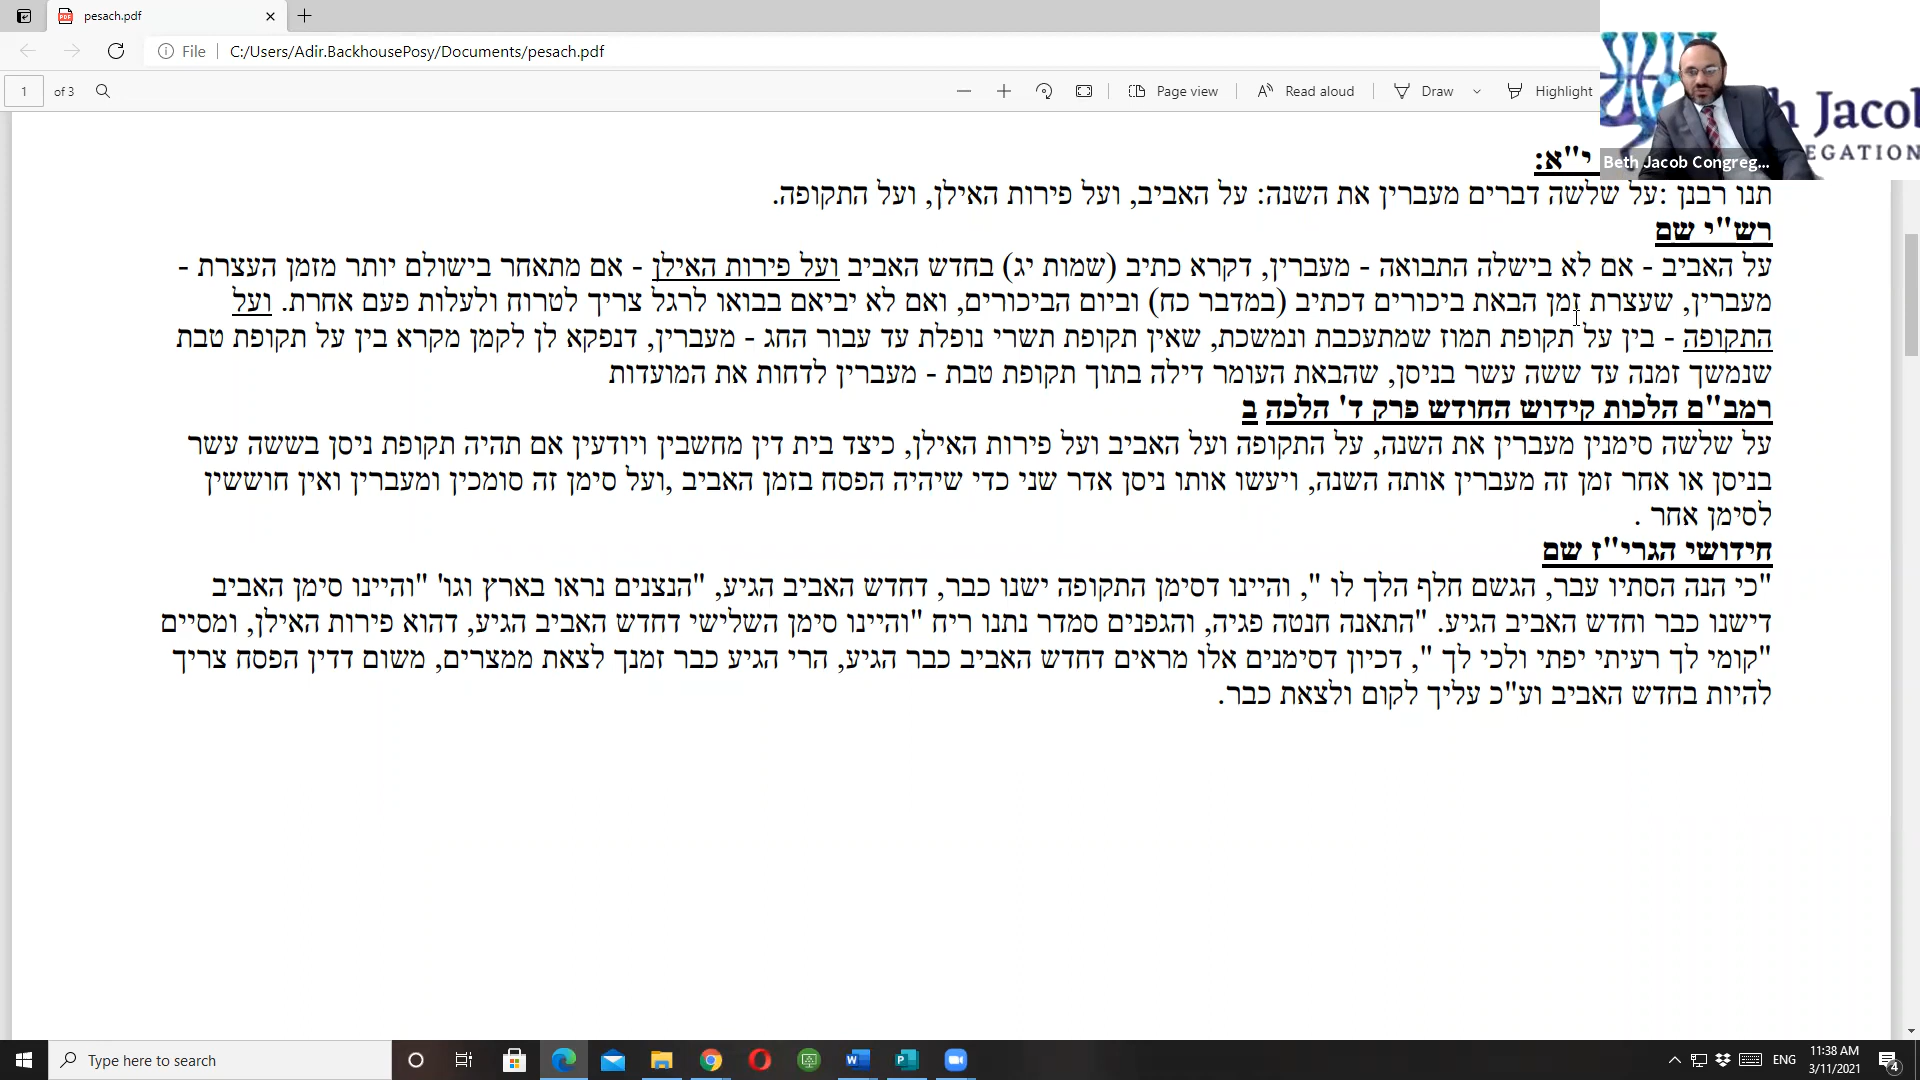 pesach.pdf
File
C:/Users/Adir.BackhousePosy/Documents/pesach.pdf
1 of 3
Page view
Read aloud
Draw
Highlight
h Jacob
EGATION
Beth Jacob Congreg...
י"א:
תנו רבנן :על שלשה דברים מעברין את השנה: על האביב, ועל פירות האילן, ועל התקופה.
רש"י שם
על האביב - אם לא בישלה התבואה - מעברין, דקרא כתיב (שמות יג) בחדש האביב ועל פירות האילן - אם מתאחר בישולם יותר מזמן העצרת -
מעברין, שעצרת זמן הבאת ביכורים דכתיב (במדבר כח) וביום הביכורים, ואם לא יביאם בבואו לרגל צריך לטרוח ולעלות פעם אחרת. ועל
התקופה - בין על תקופת תמוז שמתעכבת ונמשכת, שאין תקופת תשרי נופלת עד עבור החג - מעברין, דנפקא לן לקמן מקרא בין על תקופת טבת
שנמשך זמנה עד ששה עשר בניסן, שהבאת העומר דילה בתוך תקופת טבת - מעברין לדחות את המועדות
רמב"ם הלכות קידוש החודש פרק ד' הלכה ב
על שלשה סימנין מעברין את השנה, על התקופה ועל האביב ועל פירות האילן, כיצד בית דין מחשבין ויודעין אם תהיה תקופת ניסן בששה עשר
בניסן או אחר זמן זה מעברין אותה השנה, ויעשו אותו ניסן אדר שני כדי שיהיה הפסח בזמן האביב ,ועל סימן זה סומכין ומעברין ואין חוששין
לסימן אחר .
חידושי הגרי"ז שם
"כי הנה הסתיו עבר, הגשם חלף הלך לו ", והיינו דסימן התקופה ישנו כבר, דחדש האביב הגיע, "הנצנים נראו בארץ וגו' "והיינו סימן האביב
דישנו כבר וחדש האביב הגיע. "התאנה חנטה פגיה, והגפנים סמדר נתנו ריח "והיינו סימן השלישי דחדש האביב הגיע, דהוא פירות האילן, ומסיים
"קומי לך רעיתי יפתי ולכי לך ", דכיון דסימנים אלו מראים דחדש האביב כבר הגיע, הרי הגיע כבר זמנך לצאת ממצרים, משום דדין הפסח צריך
להיות בחדש האביב וע"כ עליך לקום ולצאת כבר.
Type here to search
ENG
11:38 AM
3/11/2021
4